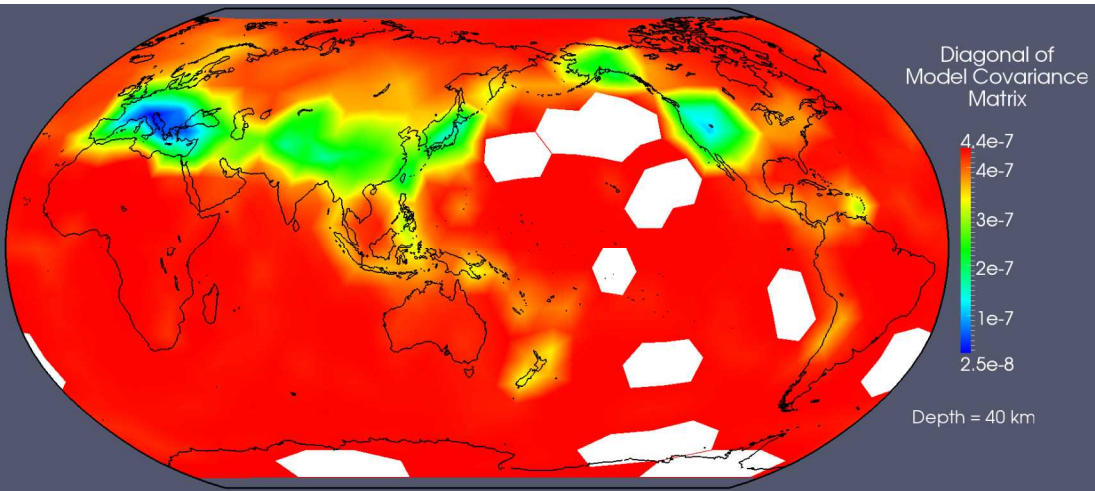 Diagonal of
Model Covariance
Matrix
4,4e-7
4e-7
3e-7
2e-7
1e-7
2.5e-8
Depth = 40 km